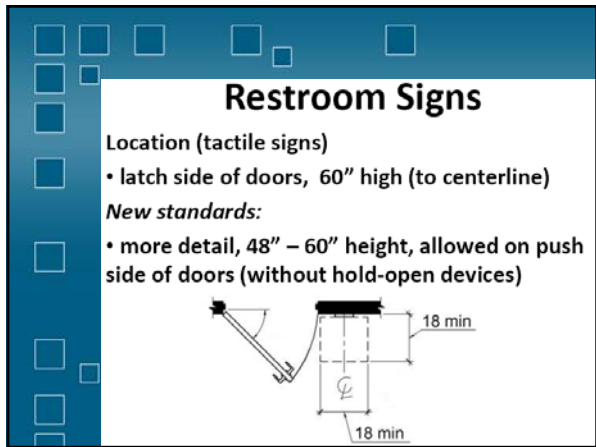 Restroom Signs
Location (tactile signs)
• latch side of doors, 60” high (to centerline)
New standards:
• more detail, 48” – 60” height, allowed on push
side of doors (without hold-open devices)
18 min
℄
18 min